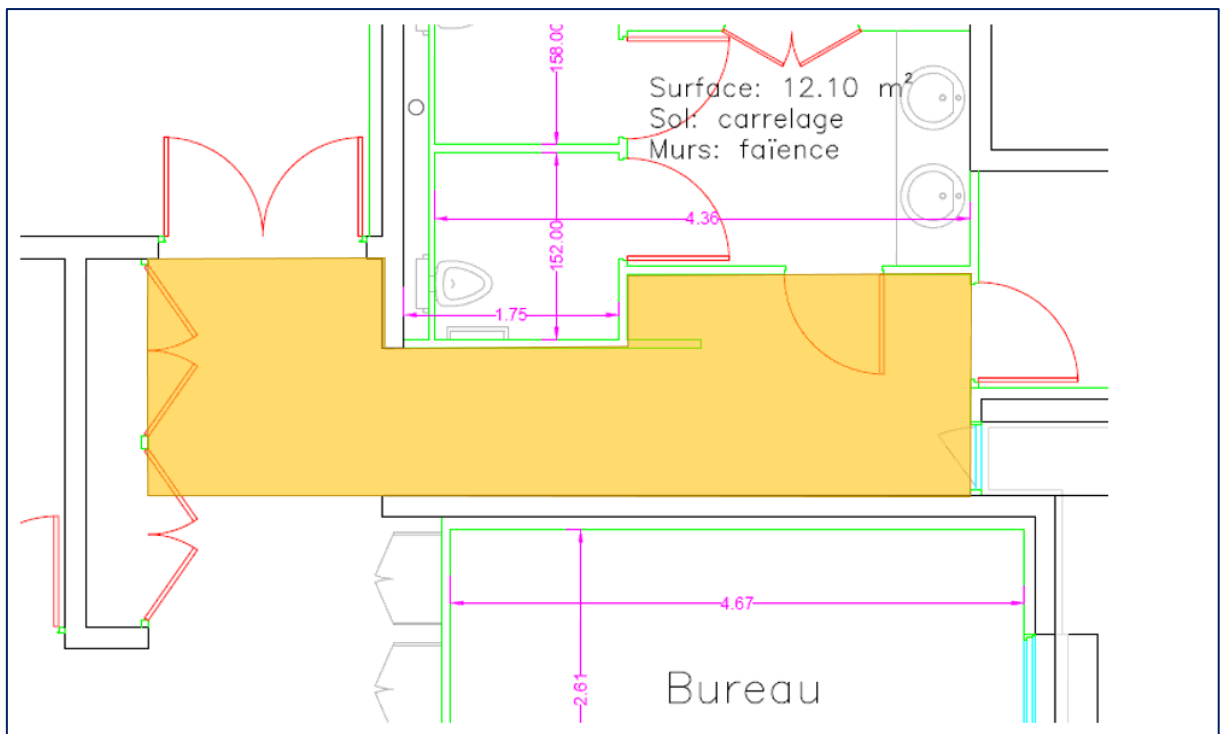 158.00
Surface: 12.10 m²
Sol: carrelage
Murs: faïence
152.00
4.36
1.75
4.67
2.61
Bureau